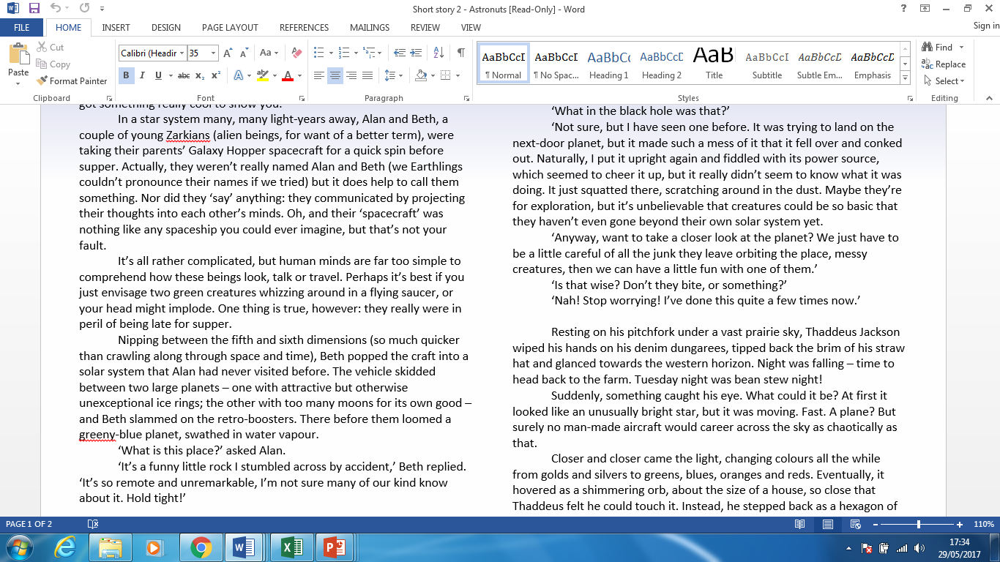 Short story 2 - Astronuts [Read-Only] - Word
Sign in
FILE HOME INSERT DESIGN PAGE LAYOUT REFERENCES MAILINGS REVIEW VIEW
Paste
Cut
Copy
Format Painter
Clipboard
Calibri (Headir 35
Aa
B I U abc x₂ x² A ab A
Font
Paragraph
AaBbCcI AaBbCcI AaBbCc AaBbCcD AaB AaBbCcI AaBbCcD AaBbCcD
¶ Normal ¶ No Spac... Heading 1 Heading 2 Title Subtitle Subtle Em... Emphasis
Styles
Find
Replace
Select
Editing
got something really cool to show you.
In a star system many, many light-years away, Alan and Beth, a
couple of young Zarkians (alien beings, for want of a better term), were
taking their parents’ Galaxy Hopper spacecraft for a quick spin before
supper. Actually, they weren’t really named Alan and Beth (we Earthlings
couldn’t pronounce their names if we tried) but it does help to call them
something. Nor did they ‘say’ anything: they communicated by projecting
their thoughts into each other’s minds. Oh, and their ‘spacecraft’ was
nothing like any spaceship you could ever imagine, but that’s not your
fault.
It’s all rather complicated, but human minds are far too simple to
comprehend how these beings look, talk or travel. Perhaps it’s best if you
just envisage two green creatures whizzing around in a flying saucer, or
your head might implode. One thing is true, however: they really were in
peril of being late for supper.
Nipping between the fifth and sixth dimensions (so much quicker
than crawling along through space and time), Beth popped the craft into a
solar system that Alan had never visited before. The vehicle skidded
between two large planets – one with attractive but otherwise
unexceptional ice rings; the other with too many moons for its own good –
and Beth slammed on the retro-boosters. There before them loomed a
greeny-blue planet, swathed in water vapour.
‘What is this place?’ asked Alan.
‘It’s a funny little rock I stumbled across by accident,’ Beth replied.
‘It’s so remote and unremarkable, I’m not sure many of our kind know
about it. Hold tight!’
‘What in the black hole was that?’
‘Not sure, but I have seen one before. It was trying to land on the
next-door planet, but it made such a mess of it that it fell over and conked
out. Naturally, I put it upright again and fiddled with its power source,
which seemed to cheer it up, but it really didn’t seem to know what it was
doing. It just squatted there, scratching around in the dust. Maybe they’re
for exploration, but it’s unbelievable that creatures could be so basic that
they haven’t even gone beyond their own solar system yet.
‘Anyway, want to take a closer look at the planet? We just have to
be a little careful of all the junk they leave orbiting the place, messy
creatures, then we can have a little fun with one of them.’
‘Is that wise? Don’t they bite, or something?’
‘Nah! Stop worrying! I’ve done this quite a few times now.’
Resting on his pitchfork under a vast prairie sky, Thaddeus Jackson
wiped his hands on his denim dungarees, tipped back the brim of his straw
hat and glanced towards the western horizon. Night was falling – time to
head back to the farm. Tuesday night was bean stew night!
Suddenly, something caught his eye. What could it be? At first it
looked like an unusually bright star, but it was moving. Fast. A plane? But
surely no man-made aircraft would career across the sky as chaotically as
that.
Closer and closer came the light, changing colours all the while
from golds and silvers to greens, blues, oranges and reds. Eventually, it
hovered as a shimmering orb, about the size of a house, so close that
Thaddeus felt he could touch it. Instead, he stepped back as a hexagon of
PAGE 1 OF 2
110%
17:34
29/05/2017